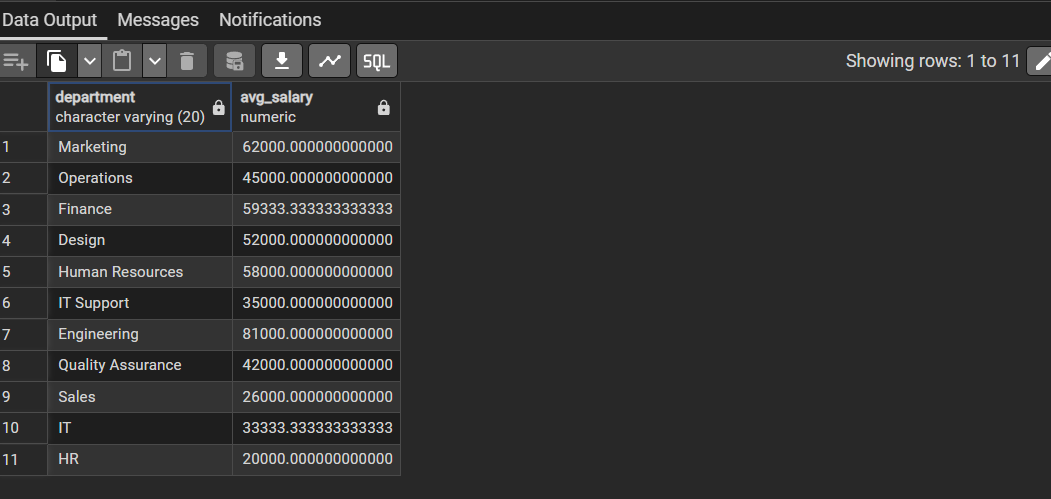 Data Output Messages Notifications
SQL Showing rows: 1 to 11
department avg_salary
character varying (20) numeric
1 Marketing 62000.000000000000
2 Operations 45000.000000000000
3 Finance 59333.333333333333
4 Design 52000.000000000000
5 Human Resources 58000.000000000000
6 IT Support 35000.000000000000
7 Engineering 81000.000000000000
8 Quality Assurance 42000.000000000000
9 Sales 26000.000000000000
10 IT 33333.333333333333
11 HR 20000.000000000000